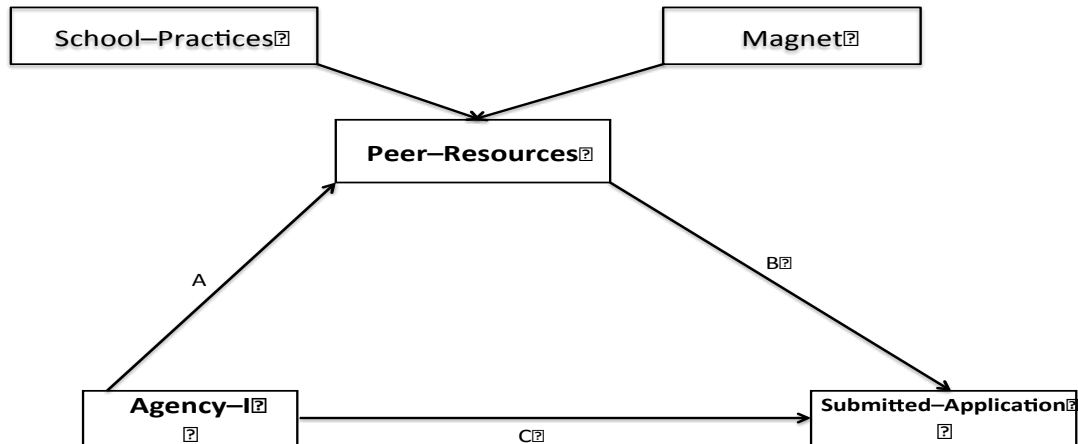 School–Practices⍰
Magnet⍰
Peer–Resources⍰
A
B⍰
Agency–I⍰
⍰
Submitted–Application⍰
⍰
C⍰